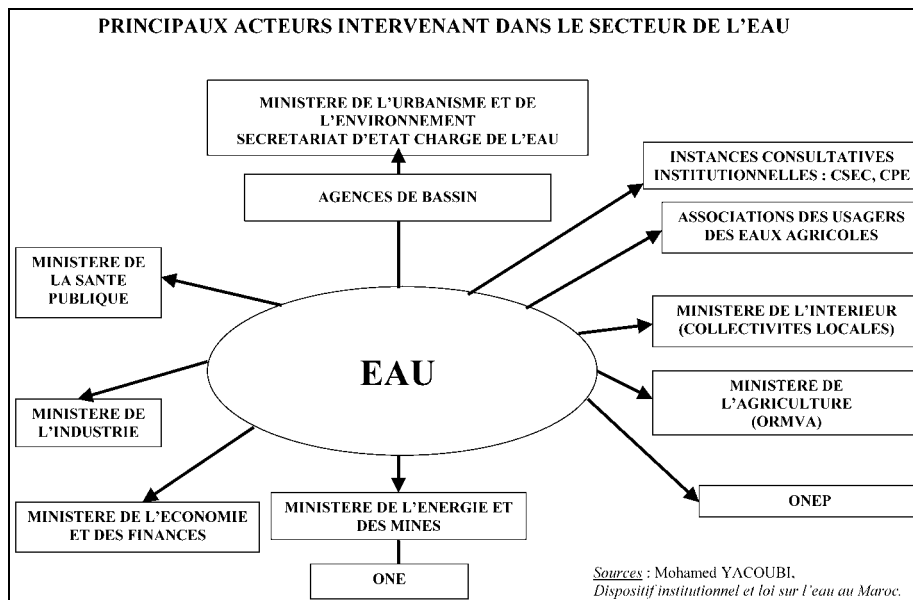 PRINCIPAUX ACTEURS INTERVENANT DANS LE SECTEUR DE L'EAU
MINISTERE DE L'URBANISME ET DE
L'ENVIRONNEMENT
SECRETARIAT D'ETAT CHARGE DE L'EAU
AGENCES DE BASSIN
INSTANCES CONSULTATIVES
INSTITUTIONNELLES : CSEC, CPE
ASSOCIATIONS DES USAGERS
DES EAUX AGRICOLES
MINISTERE DE
LA SANTE
PUBLIQUE
MINISTERE DE L'INTERIEUR
(COLLECTIVITES LOCALES)
EAU
MINISTERE DE
L'AGRICULTURE
(ORMVA)
MINISTERE DE
L'INDUSTRIE
ONEP
MINISTERE DE L'ECONOMIE
ET DES FINANCES
MINISTERE DE L'ENERGIE ET
DES MINES
ONE
Sources : Mohamed YACOUBI,
Dispositif institutionnel et loi sur l'eau au Maroc.